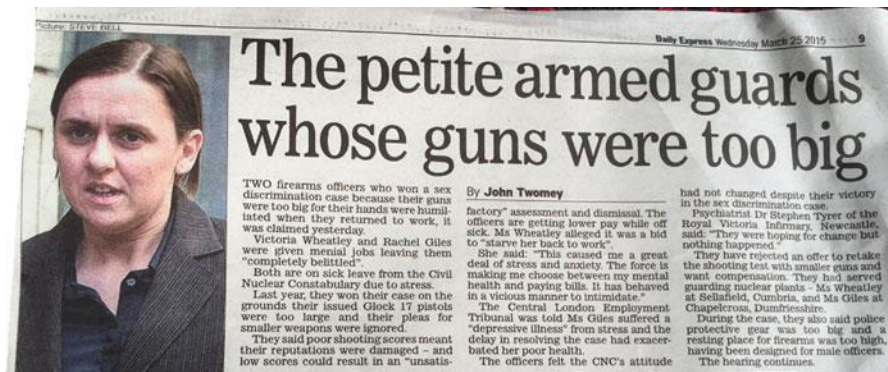 Picture: STEVE BELL
Daily Express Wednesday March 25 2015 9
The petite armed guards
whose guns were too big
TWO firearms officers who won a sex
discrimination case because their guns
were too big for their hands were humil-
iated when they returned to work, it
was claimed yesterday.
Victoria Wheatley and Rachel Giles
were given menial jobs leaving them
"completely belittled".
Both are on sick leave from the Civil
Nuclear Constabulary due to stress.
Last year, they won their case on the
grounds their issued Glock 17 pistols
were too large and their pleas for
smaller weapons were ignored.
They said poor shooting scores meant
their reputations were damaged – and
low scores could result in an "unsatis-
By John Twomey
factory" assessment and dismissal. The
officers are getting lower pay while off
sick. Ms Wheatley alleged it was a bid
to "starve her back to work".
She said: "This caused me a great
deal of stress and anxiety. The force is
making me choose between my mental
health and paying bills. It has behaved
in a vicious manner to intimidate."
The Central London Employment
Tribunal was told Ms Giles suffered a
"depressive illness" from stress and the
delay in resolving the case had exacer-
bated her poor health.
The officers felt the CNC's attitude
had not changed despite their victory
in the sex discrimination case.
Psychiatrist Dr Stephen Tyrer of the
Royal Victoria Infirmary, Newcastle,
said: "They were hoping for change but
nothing happened."
They have rejected an offer to retake
the shooting test with smaller guns and
want compensation. They had served
guarding nuclear plants – Ms Wheatley
at Sellafield, Cumbria, and Ms Giles at
Chapelcross, Dumfriesshire.
During the case, they also said police
protective gear was too big and a
resting place for firearms was too high,
having been designed for male officers.
The hearing continues.